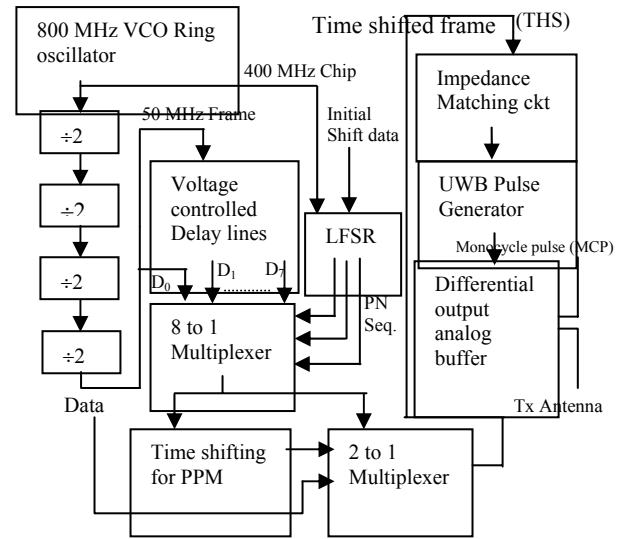 800 MHz VCO Ring
oscillator
Time shifted frame
(THS)
400 MHz Chip
Impedance
Matching ckt
50 MHz Frame
Initial
Shift data
÷2
÷2
÷2
÷2
Voltage
controlled
Delay lines
LFSR
UWB Pulse
Generator
Monocycle pulse (MCP)
D0
D1
D7
............
PN
Seq.
8 to 1
Multiplexer
Differential
output
analog
buffer
Data
Tx Antenna
Time shifting
for PPM
2 to 1
Multiplexer